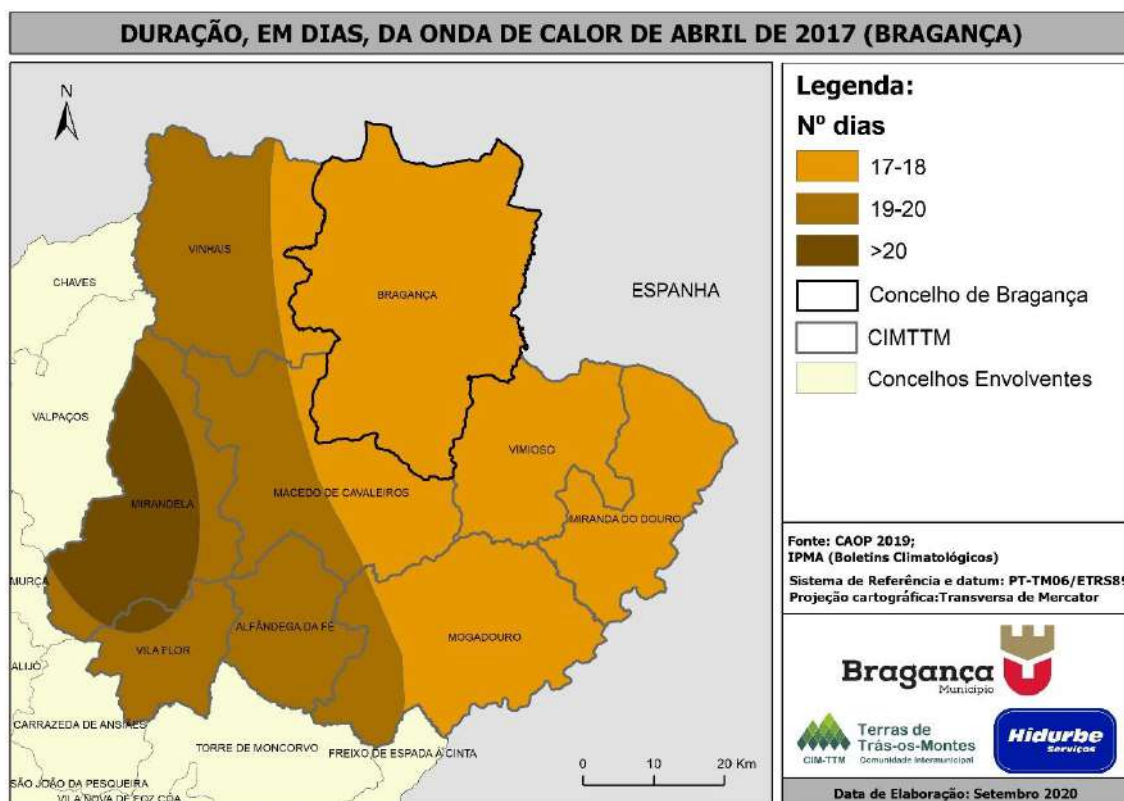 DURAÇÃO, EM DIAS, DA ONDA DE CALOR DE ABRIL DE 2017 (BRAGANÇA)
N
VINHAIS
CHAVES
BRAGANÇA
ESPANHA
VALPAÇOS
VIMIOSO
MACEDO DE CAVALEIROS
MIRANDELA
MIRANDA DO DOURO
MURÇA
ALFÂNDEGA DA FÉ
MOGADOURO
VILA FLOR
ALIJÓ
CARRAZEDA DE ANSIÃES
TORRE DE MONCORVO
FREIXO DE ESPADA À CINTA
SÃO JOÃO DA PESQUEIRA
VILA NOVA DE FOZ CÔA
0 10 20 Km
Legenda:
Nº dias
17-18
19-20
>20
Concelho de Bragança
CIMTTM
Concelhos Envolventes
Fonte: CAOP 2019;
IPMA (Boletins Climatológicos)
Sistema de Referência e datum: PT-TM06/ETRS89
Projeção cartográfica:Transversa de Mercator
Bragança
Município
CIM-TTM
Terras de
Trás-os-Montes
Comunidade Intermunicipal
Hidurbe
Serviços
Data de Elaboração: Setembro 2020